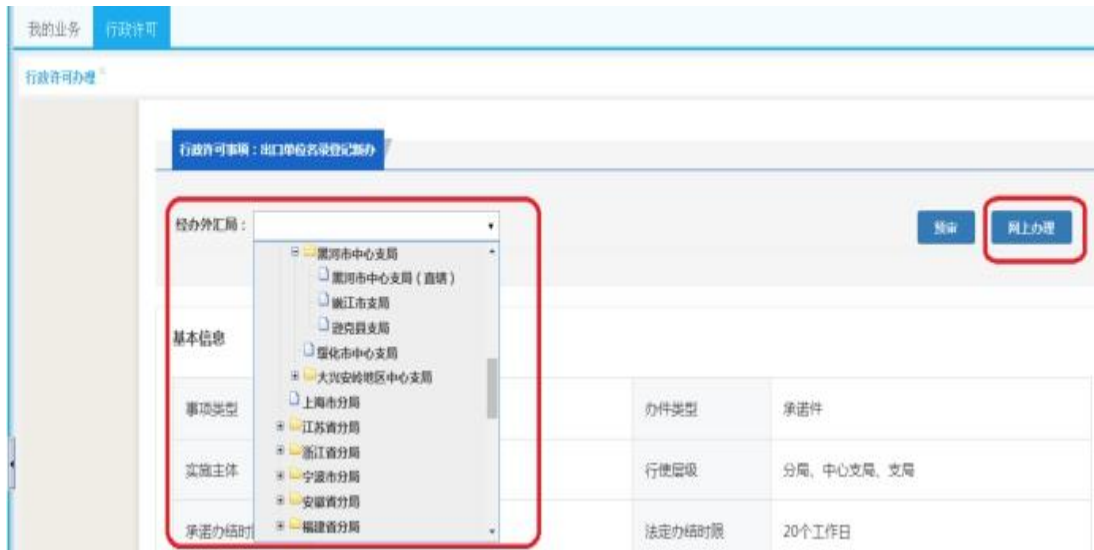 我的业务 行政许可
行政许可办理
行政许可事项：出口单位名录登记新办
经办外汇局：
预审 网上办理
黑河市中心支局
黑河市中心支局（直辖）
嫩江市支局
逊克县支局
绥化市中心支局
大兴安岭地区中心支局
上海市分局
江苏省分局
浙江省分局
宁波市分局
安徽省分局
福建省分局
基本信息
事项类型 办件类型 承诺件
实施主体 行使层级 分局、中心支局、支局
承诺办结时 法定办结时限 20个工作日